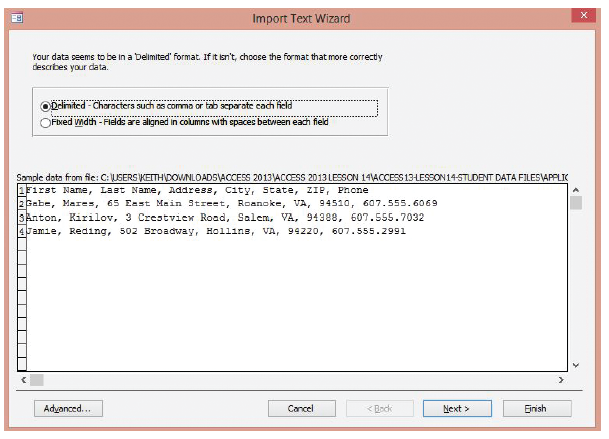 Import Text Wizard
Your data seems to be in a 'Delimited' format. If it isn't, choose the format that more correctly
describes your data.
Delimited - Characters such as comma or tab separate each field
Fixed Width - Fields are aligned in columns with spaces between each field
Sample data from file: C:\USERS\KEITH\DOWNLOADS\ACCESS 2013\ACCESS 2013 LESSON 14\ACCESS13-LESSON14-STUDENT DATA FILES\APPLIC
1 First Name, Last Name, Address, City, State, ZIP, Phone
2 Gabe, Mares, 65 East Main Street, Roanoke, VA, 94510, 607.555.6069
3 Anton, Kirilov, 3 Crestview Road, Salem, VA, 94388, 607.555.7032
4 Jamie, Reding, 502 Broadway, Hollins, VA, 94220, 607.555.2991
Advanced... Cancel < Back Next > Finish